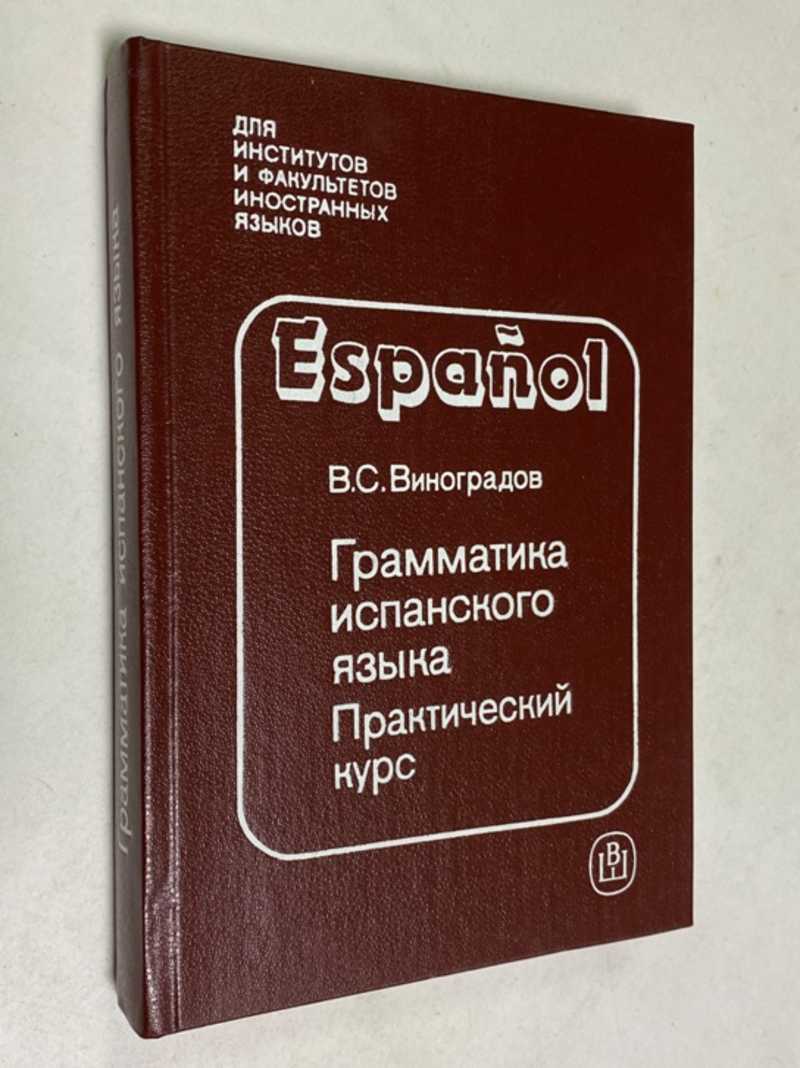 ДЛЯ
ИНСТИТУТОВ
И ФАКУЛЬТЕТОВ
ИНОСТРАННЫХ
ЯЗЫКОВ
Español
В.С. Виноградов
Грамматика
испанского
языка
Практический
курс
ВШ
Грамматика испанского языка